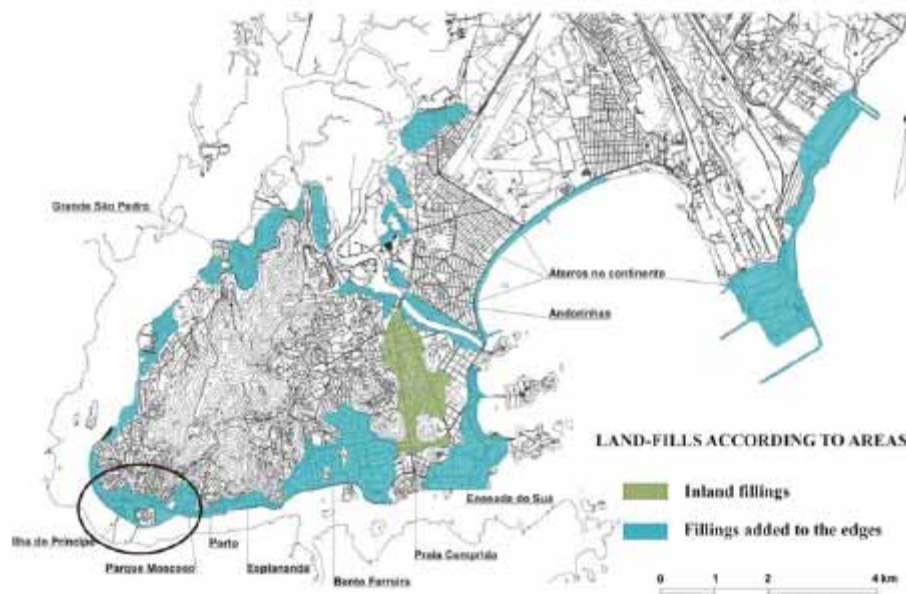 Grande São Pedro
Aterros no continente
Andorinhas
LAND-FILLS ACCORDING TO AREAS
Inland fillings
Enseada do Suá
Fillings added to the edges
Ilha do Príncipe
Porto
Praia Comprida
Parque Moscoso
Esplananda
Bento Ferreira
0 1 2 4 km